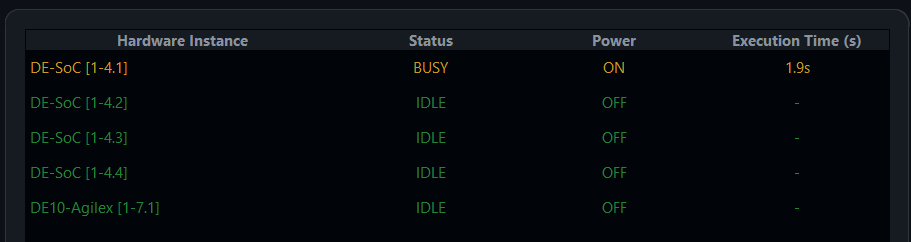 Hardware Instance Status Power Execution Time (s)
DE-SoC [1-4.1] BUSY ON 1.9s
DE-SoC [1-4.2] IDLE OFF -
DE-SoC [1-4.3] IDLE OFF -
DE-SoC [1-4.4] IDLE OFF -
DE10-Agilex [1-7.1] IDLE OFF -